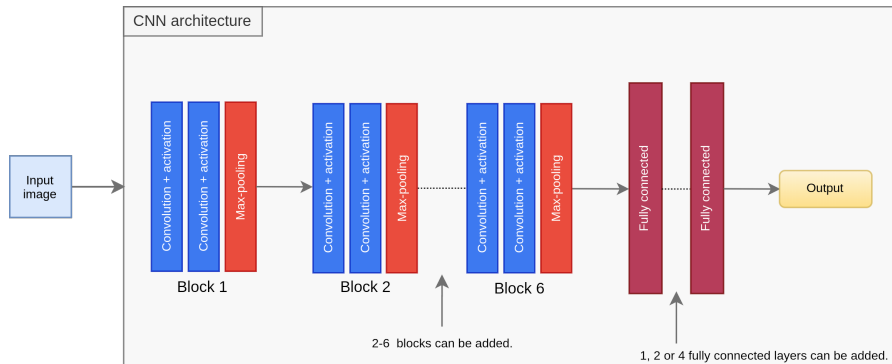 CNN architecture
Input
image
Convolution + activation
Convolution + activation
Max-pooling
Block 1
Convolution + activation
Convolution + activation
Max-pooling
Block 2
Convolution + activation
Convolution + activation
Max-pooling
Block 6
Fully connected
Fully connected
Output
2-6 blocks can be added.
1, 2 or 4 fully connected layers can be added.